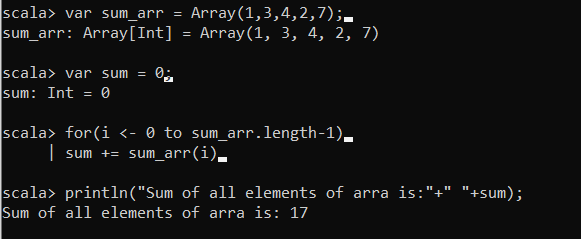 scala> var sum_arr = Array(1,3,4,2,7);
sum_arr: Array[Int] = Array(1, 3, 4, 2, 7)
scala> var sum = 0;
sum: Int = 0
scala> for(i <- 0 to sum_arr.length-1)
| sum += sum_arr(i)
scala> println("Sum of all elements of arra is:"+" "+sum);
Sum of all elements of arra is: 17